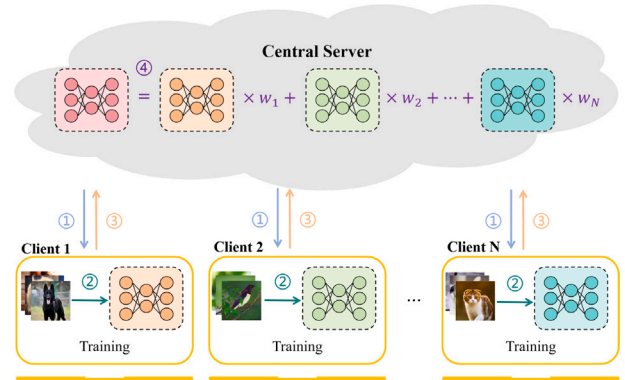 Central Server
④
= × w₁ + × w₂ + ··· + × w_N
① ③ ① ③ ① ③
Client 1 Client 2 Client N
② ② ... ②
Training Training Training